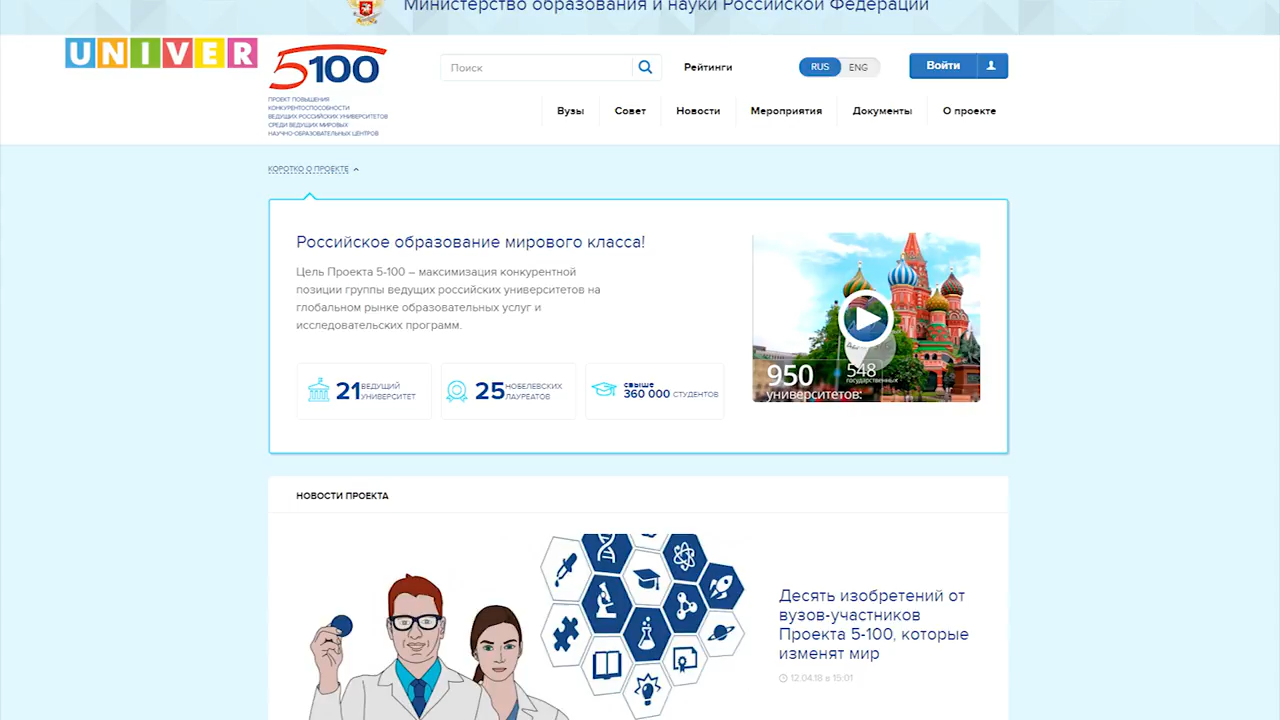 Министерство образования и науки Российской Федерации
UNIVER
5100
ПРОЕКТ ПОВЫШЕНИЯ
КОНКУРЕНТОСПОСОБНОСТИ
ВЕДУЩИХ РОССИЙСКИХ УНИВЕРСИТЕТОВ
СРЕДИ ВЕДУЩИХ МИРОВЫХ
НАУЧНО-ОБРАЗОВАТЕЛЬНЫХ ЦЕНТРОВ
Поиск
Рейтинги
RUS ENG
Войти
Вузы Совет Новости Мероприятия Документы О проекте
КОРОТКО О ПРОЕКТЕ
Российское образование мирового класса!
Цель Проекта 5-100 – максимизация конкурентной
позиции группы ведущих российских университетов на
глобальном рынке образовательных услуг и
исследовательских программ.
21 ВЕДУЩИЙ
УНИВЕРСИТЕТ
25 НОБЕЛЕВСКИХ
ЛАУРЕАТОВ
свыше
360 000 СТУДЕНТОВ
950
университетов:
548
государственных
НОВОСТИ ПРОЕКТА
Десять изобретений от
вузов-участников
Проекта 5-100, которые
изменят мир
12.04.18 в 15:01